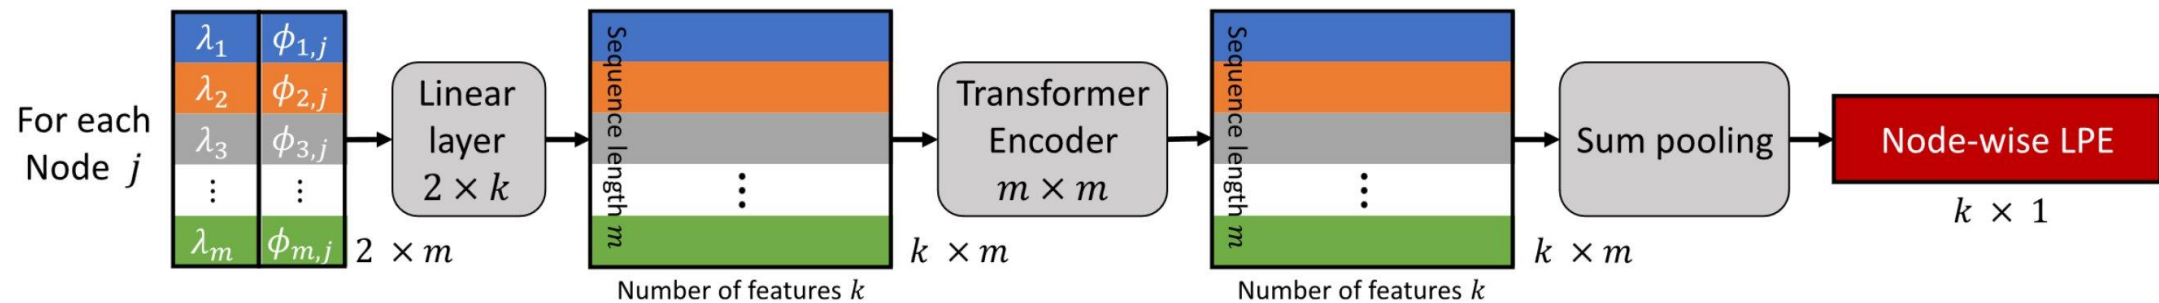 For each
Node j
λ₁ ϕ₁,ⱼ
λ₂ ϕ₂,ⱼ
λ₃ ϕ₃,ⱼ
⋮ ⋮
λₘ ϕₘ,ⱼ
2 × m
Linear
layer
2 × k
Sequence length m
⋮
Number of features k
k × m
Transformer
Encoder
m × m
Sequence length m
⋮
Number of features k
k × m
Sum pooling
Node-wise LPE
k × 1